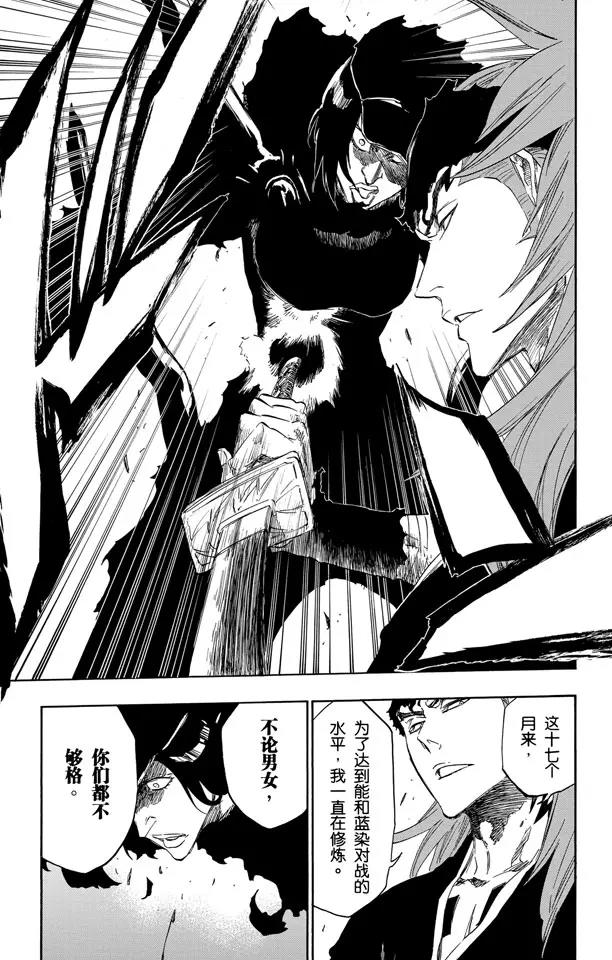 这十七个
月来，
为了达到能和蓝染对战的
水平，我一直在修炼。
不论男女，
你们都不
够格。